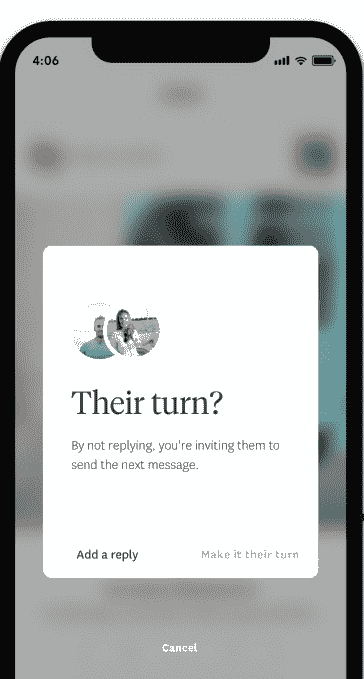 4:06
Their turn?
By not replying, you're inviting them to
send the next message.
Add a reply
Make it their turn
Cancel